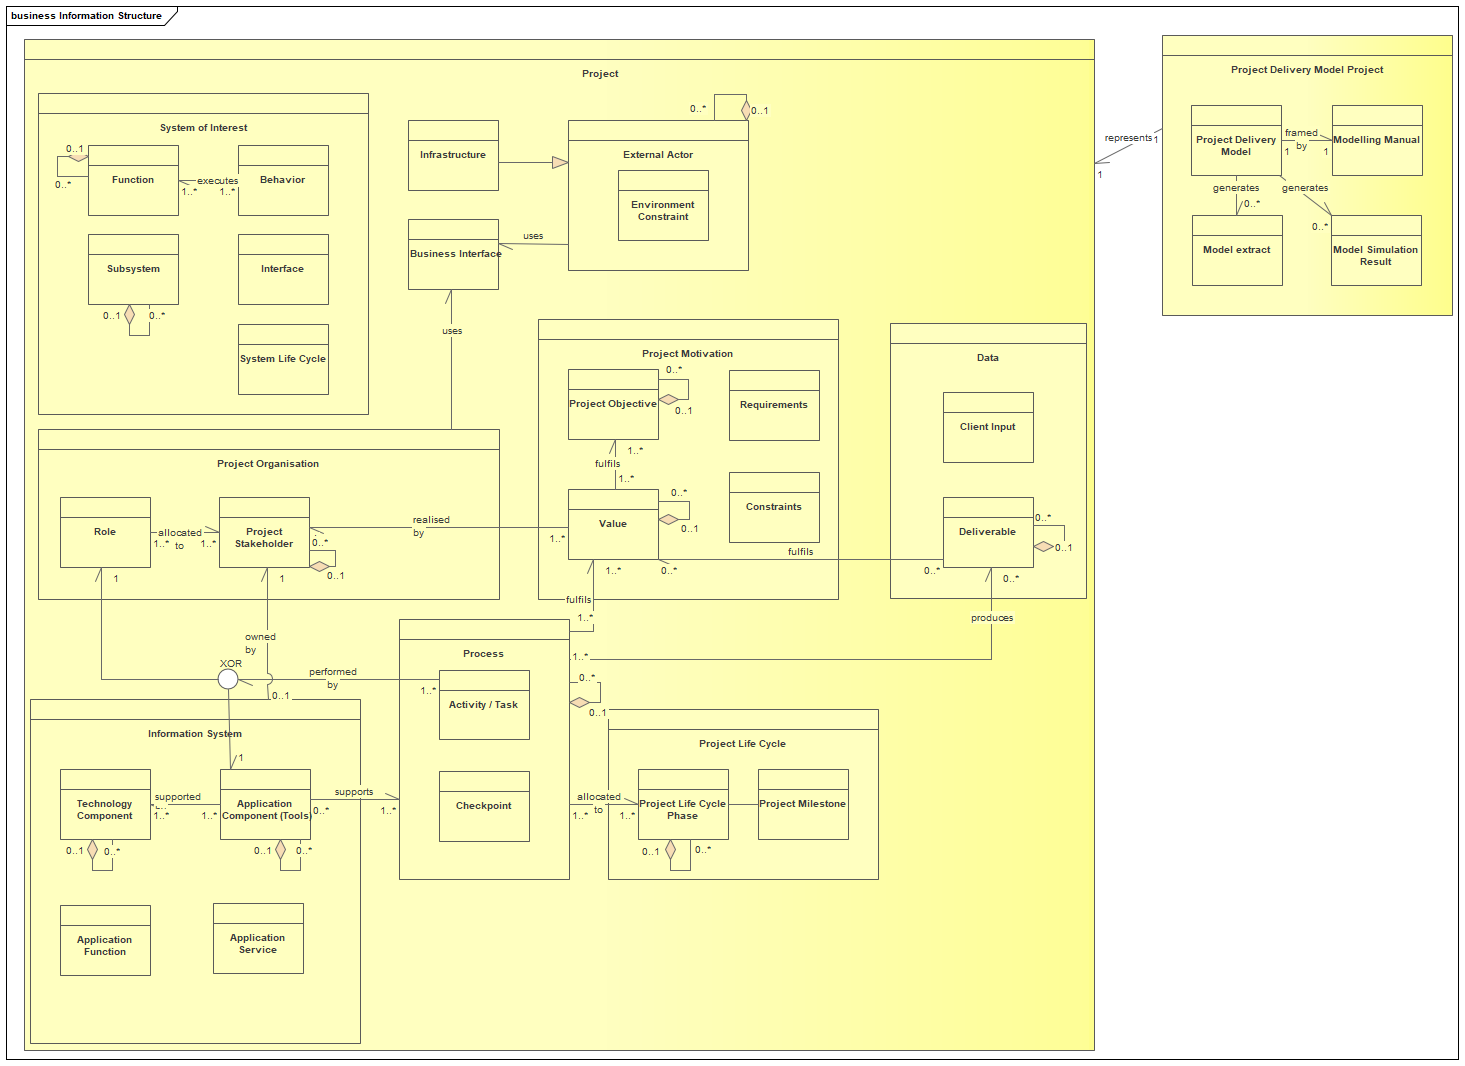 business Information Structure
Project
Project Delivery Model Project
System of Interest
0..1
0..*
Function
executes
1..*
1..*
Behavior
Subsystem
0..1
0..*
Interface
System Life Cycle
Infrastructure
0..*
0..1
External Actor
Environment
Constraint
Business Interface
uses
uses
represents
1
1
Project Delivery
Model
framed
by
1
1
Modelling Manual
generates
0..*
generates
0..*
Model extract
Model Simulation
Result
Project Motivation
Project Objective
0..*
0..1
Requirements
1..*
fulfils
1..*
Value
0..*
0..1
Constraints
Data
Client Input
Deliverable
0..*
0..1
fulfils
0..*
0..*
0..*
produces
1..*
Project Organisation
Role
allocated
to
1..*
1..*
Project
Stakeholder
0..*
0..1
realised
by
1..*
1
1
owned
by
0..1
XOR
performed
by
1..*
1
1..*
fulfils
1..*
Process
Activity / Task
Checkpoint
0..*
0..1
Information System
Technology
Component
supported
1..*
1..*
Application
Component (Tools)
0..*
supports
1..*
0..1
0..*
0..1
0..*
Application
Function
Application
Service
Project Life Cycle
allocated
to
1..*
1..*
Project Life Cycle
Phase
Project Milestone
0..1
0..*